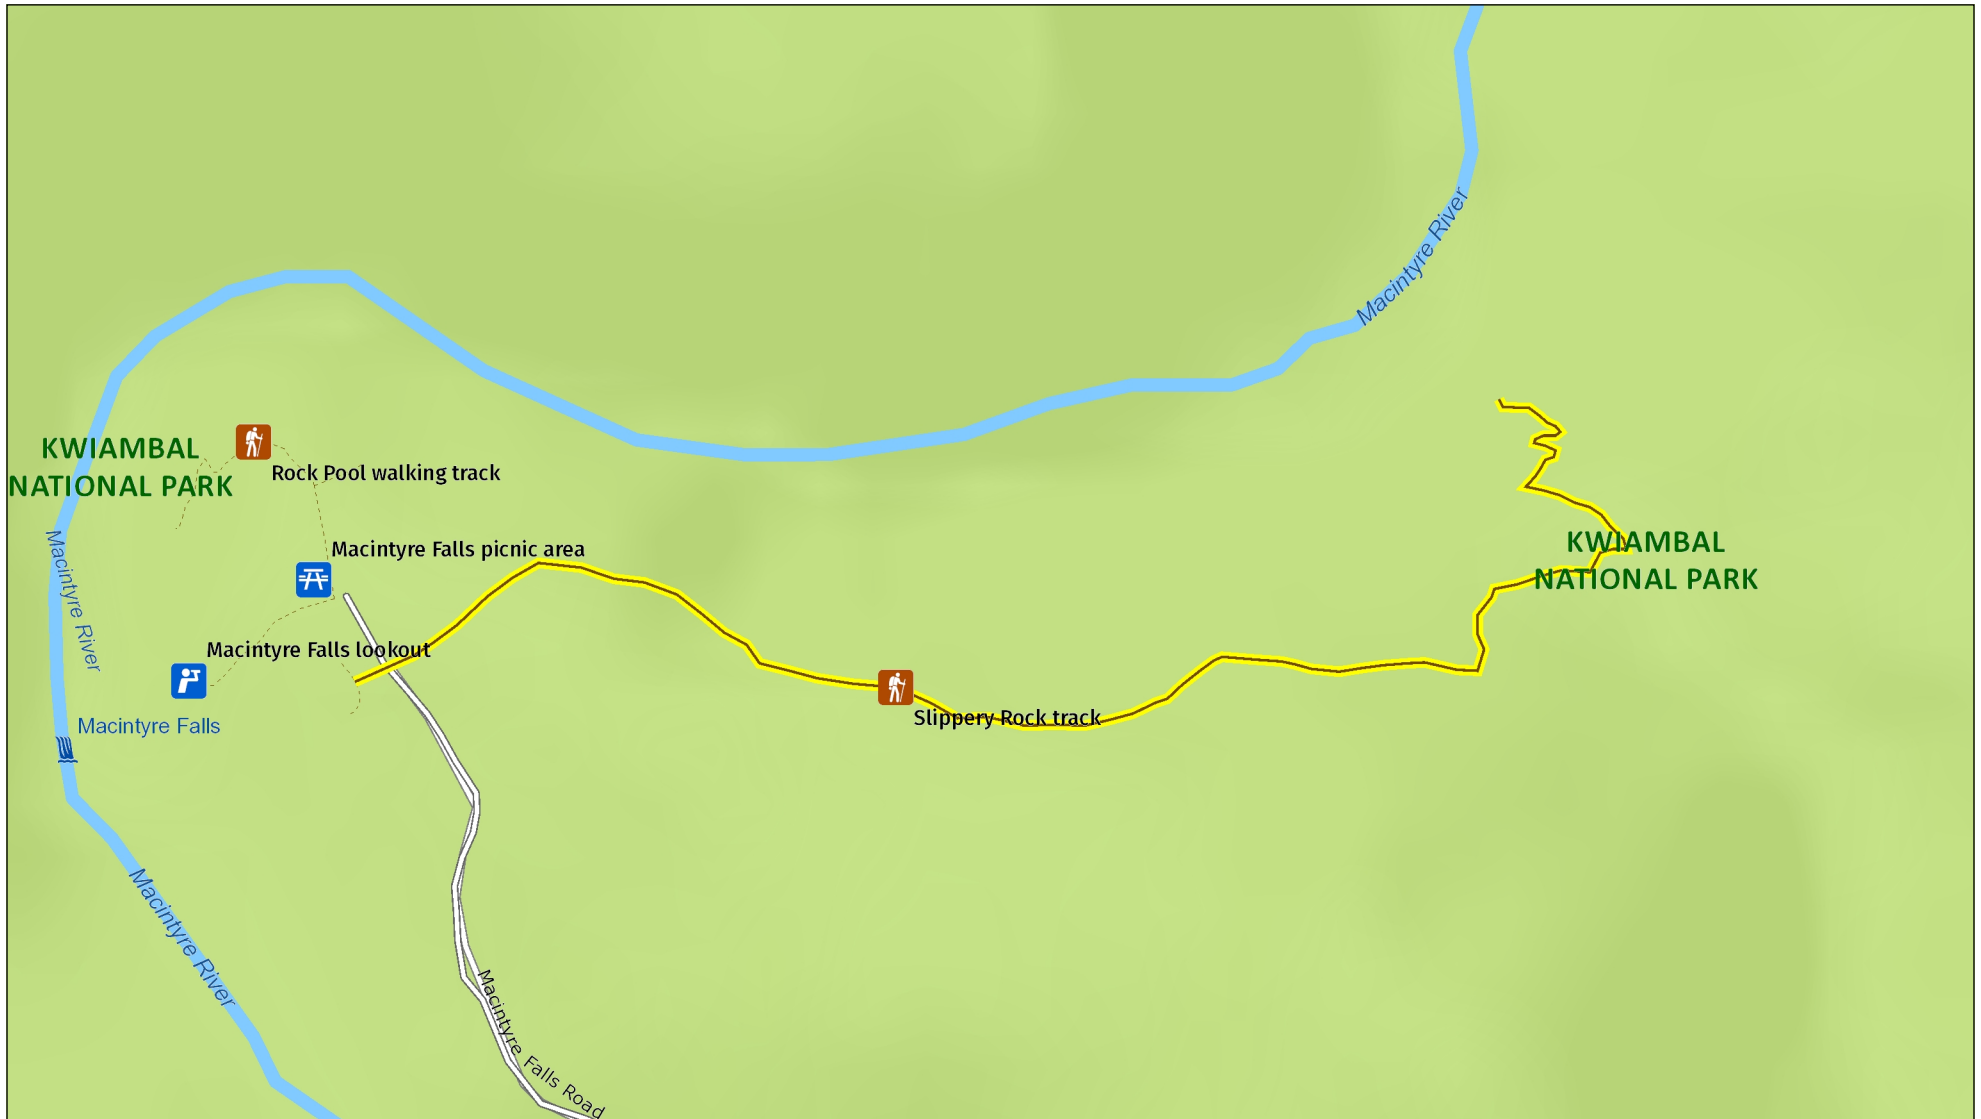 Macintyre River
KWIAMBAL
NATIONAL PARK
Rock Pool walking track
Macintyre River
Macintyre Falls picnic area
KWIAMBAL
NATIONAL PARK
Macintyre Falls lookout
Macintyre Falls
Slippery Rock track
Macintyre River
Macintyre Falls Road